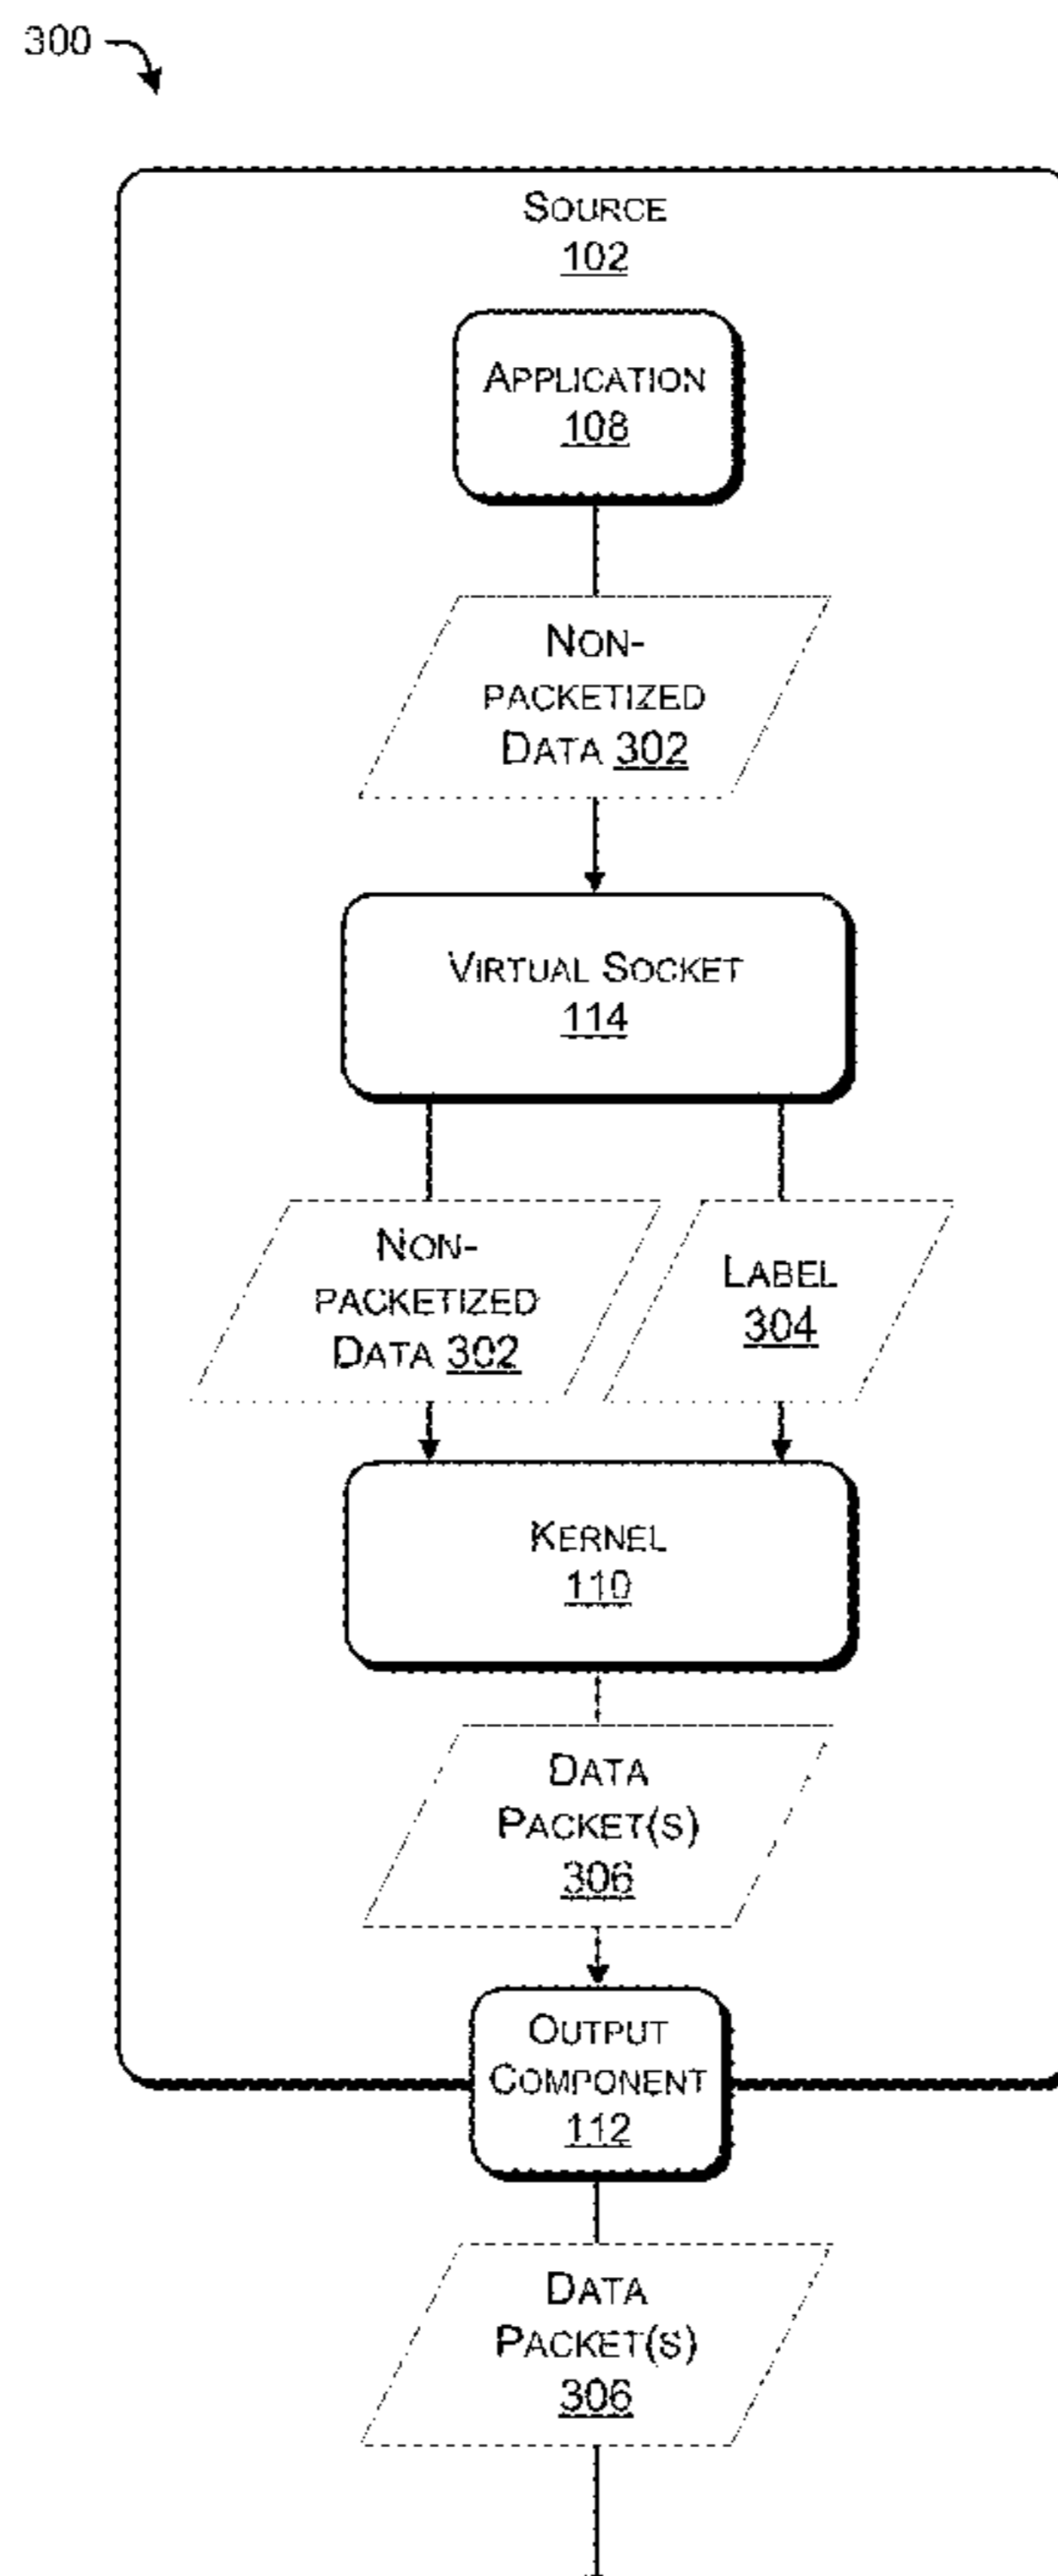 300
SOURCE
102
APPLICATION
108
NON-
PACKETIZED
DATA 302
VIRTUAL SOCKET
114
NON-
PACKETIZED
DATA 302
LABEL
304
KERNEL
110
DATA
PACKET(S)
306
OUTPUT
COMPONENT
112
DATA
PACKET(S)
306